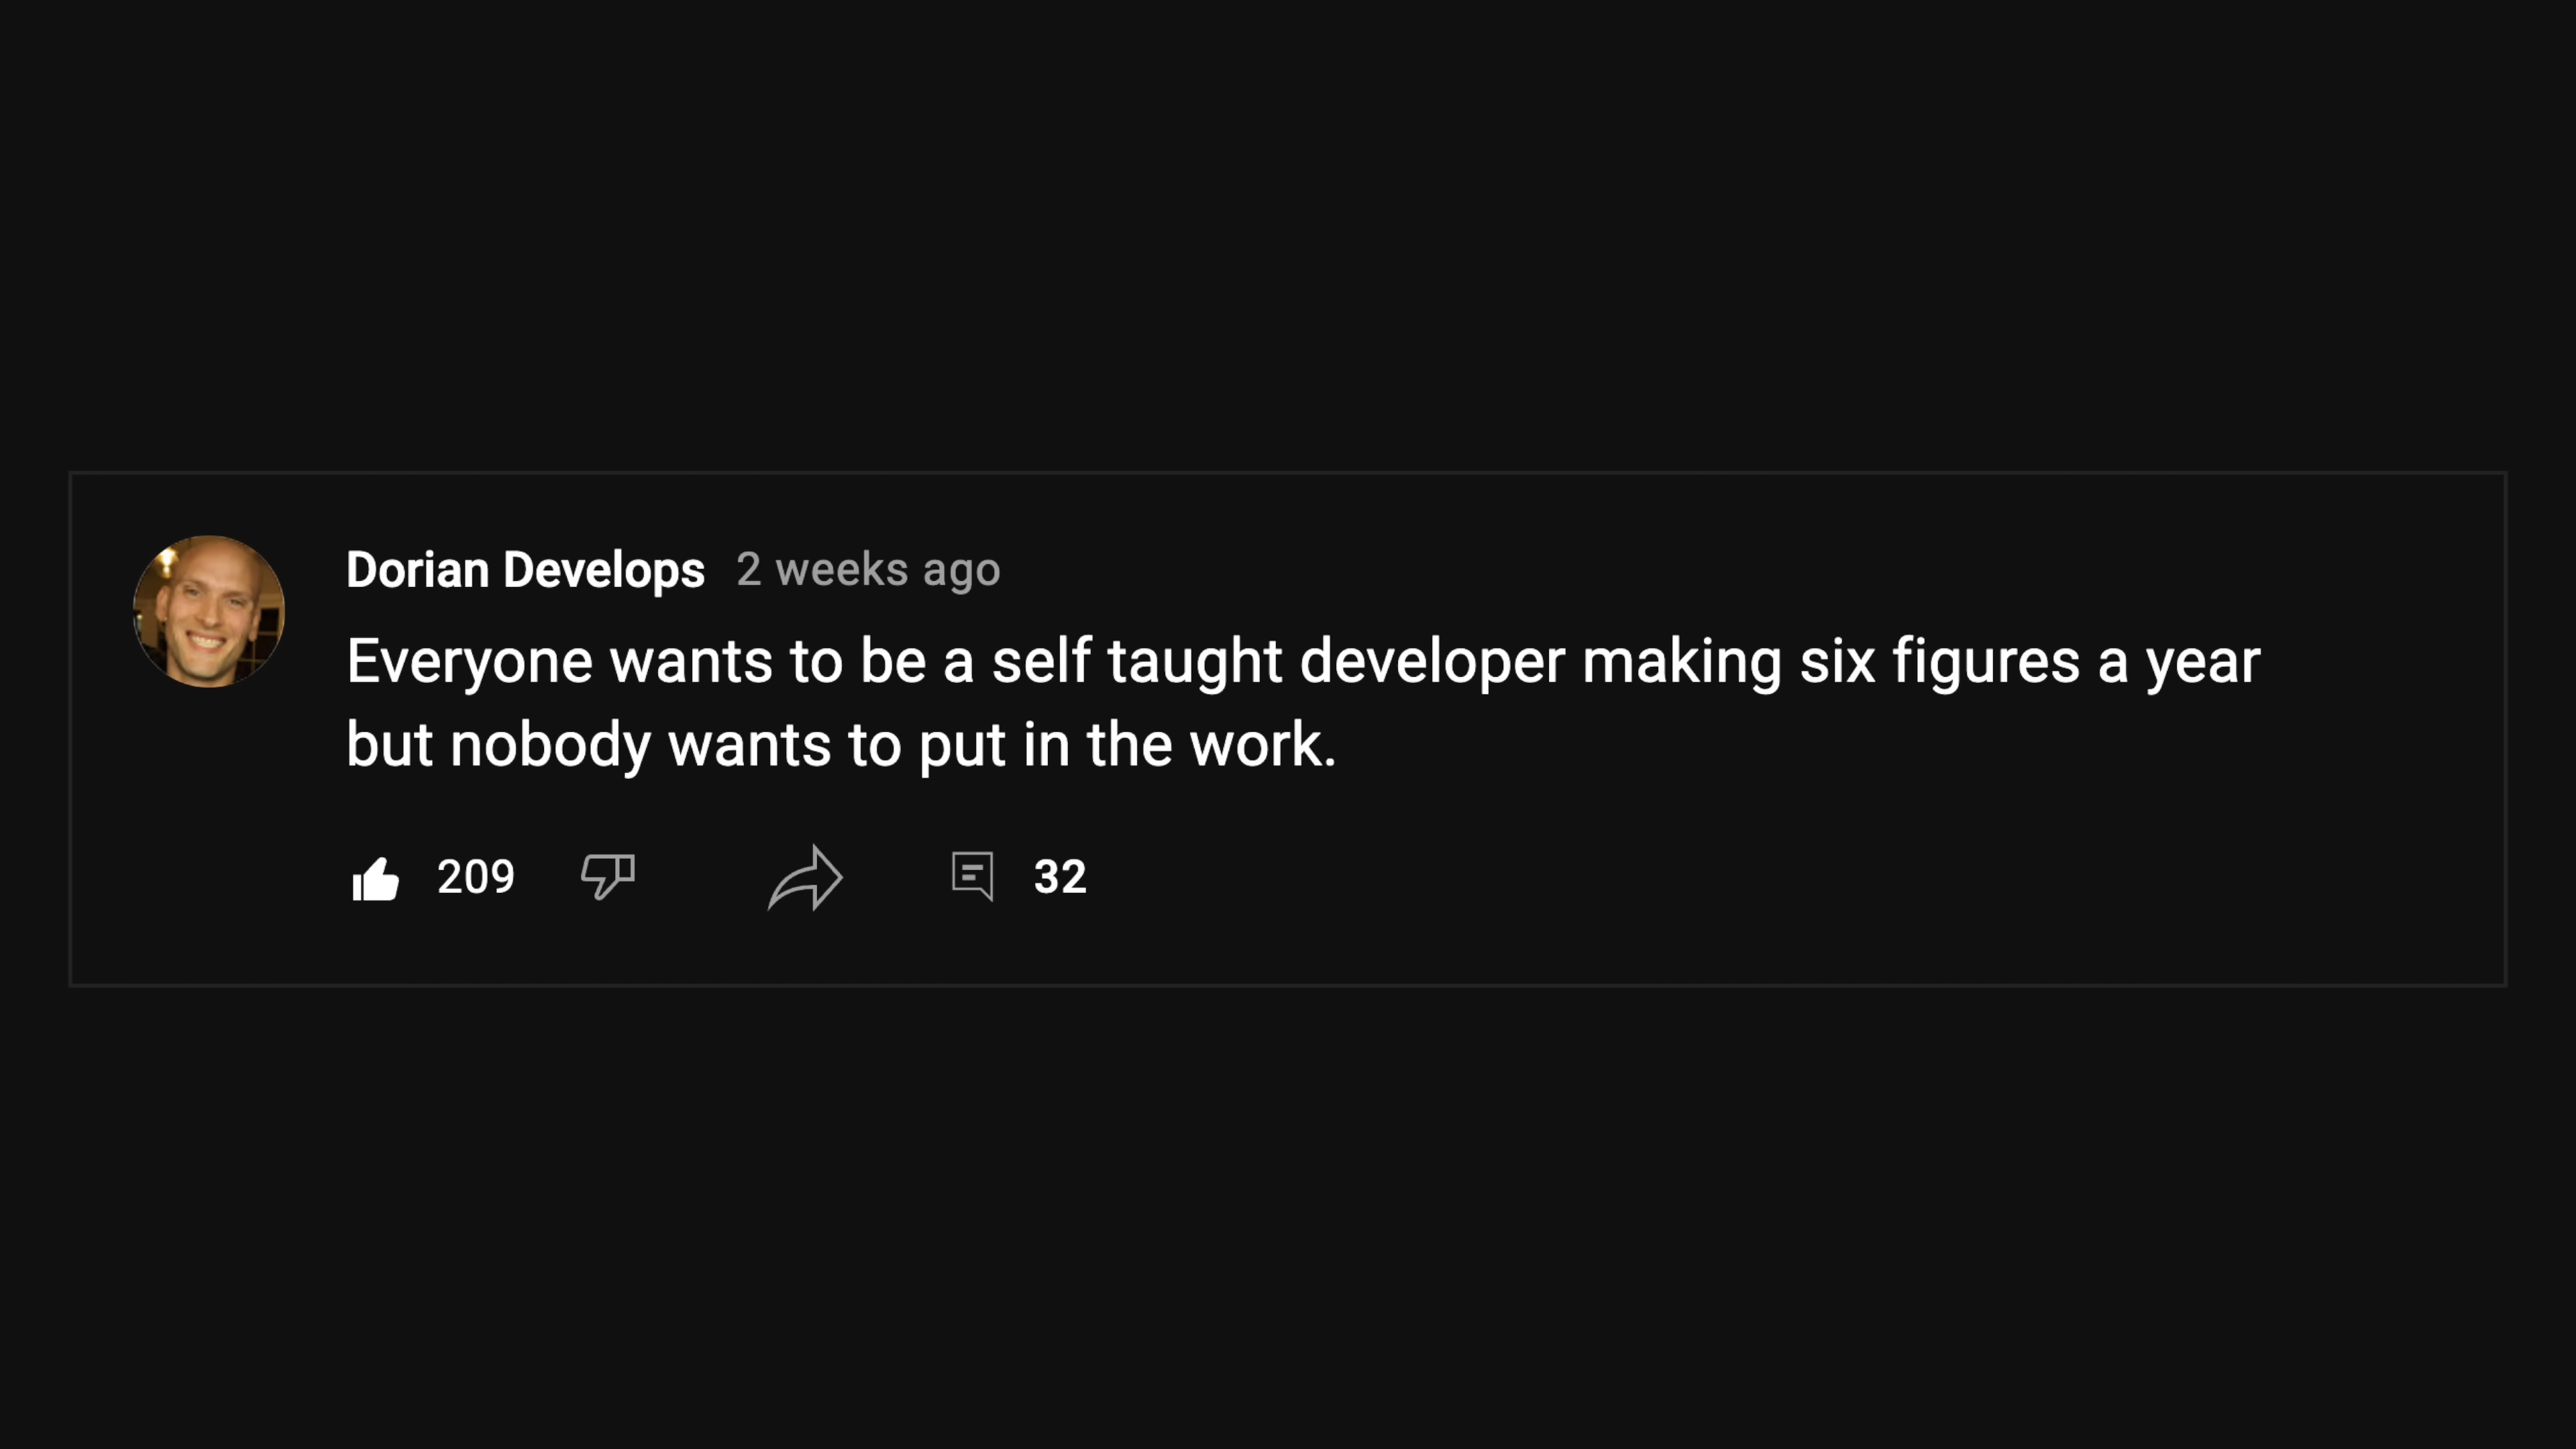 Dorian Develops 2 weeks ago
Everyone wants to be a self taught developer making six figures a year
but nobody wants to put in the work.
209 32